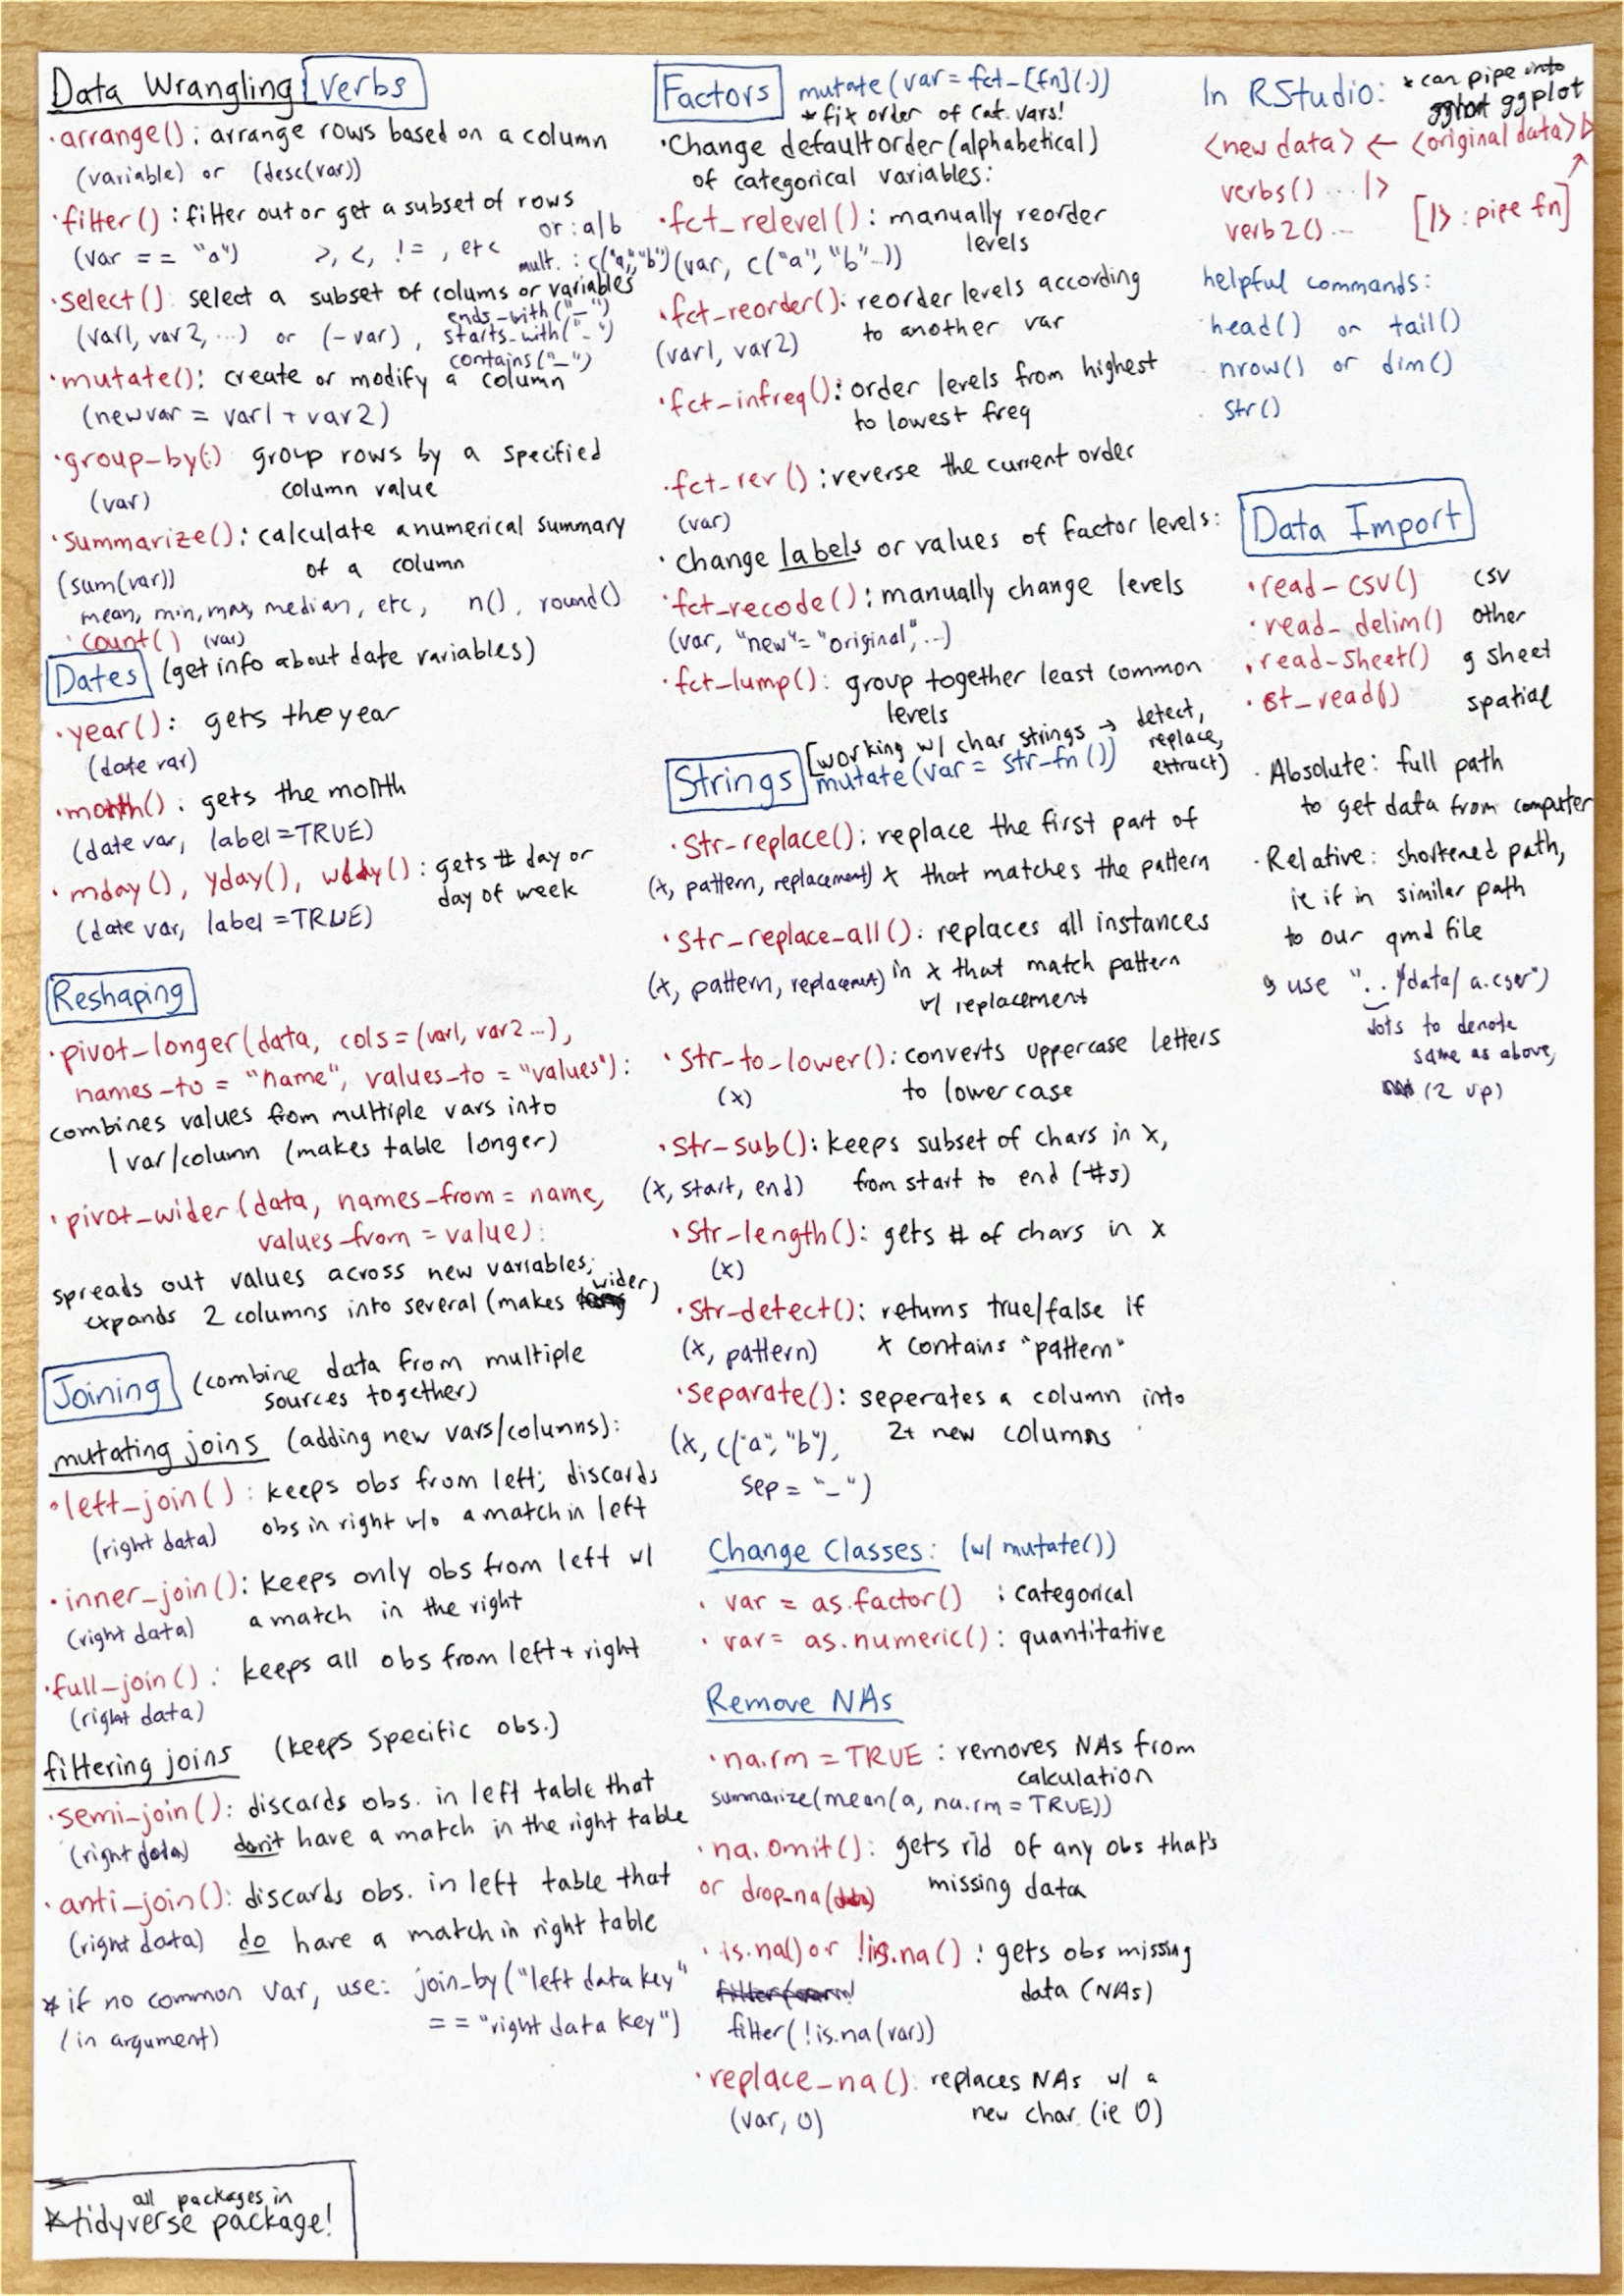 Data Wrangling verbs
·arrange(): arrange rows based on a column
(variable) or (desc(var))
·filter(): filter out or get a subset of rows
or: a|b
(var == "a") >, <, !=, etc mult.: c("a","b")
·select(): select a subset of colums or variables
ends_with("_")
(var1, var2, ...) or (-var), starts_with("_")
contains("_")
·mutate(): create or modify a column
(newvar = var1 + var2)
·group_by(): group rows by a specified
(var) column value
·summarize(): calculate a numerical summary
(sum(var)) of a column
mean, min, max, median, etc, n(), round()
·count() (var)
Dates (get info about date variables)
·year(): gets the year
(date var)
·month(): gets the month
(date var, label=TRUE)
·mday(), yday(), wday(): gets # day or
day of week
(date var, label=TRUE)
Reshaping
·pivot_longer(data, cols=(var1, var2...),
names_to = "name", values_to = "values"):
combines values from multiple vars into
1 var/column (makes table longer)
·pivot_wider(data, names_from = name,
values_from = value):
spreads out values across new variables;
expands 2 columns into several (makes wider)
Joining (combine data from multiple
sources together)
mutating joins (adding new vars/columns):
·left_join(): keeps obs from left; discards
(right data) obs in right w/o a match in left
·inner_join(): keeps only obs from left w/
(right data) a match in the right
·full_join(): keeps all obs from left + right
(right data)
filtering joins (keeps specific obs.)
·semi_join(): discards obs. in left table that
(right data) don't have a match in the right table
·anti_join(): discards obs. in left table that
(right data) do have a match in right table
* if no common var, use: join_by("left data key"
(in argument) == "right data key")
all packages in
*tidyverse package!
Factors mutate(var = fct_[fn](.))
* fix order of cat. vars!
·Change default order (alphabetical)
of categorical variables:
·fct_relevel(): manually reorder
levels
(var, c("a", "b"...))
·fct_reorder(): reorder levels according
to another var
(var1, var2)
·fct_infreq(): order levels from highest
to lowest freq
·fct_rev(): reverse the current order
(var)
·change labels or values of factor levels:
·fct_recode(): manually change levels
(var, "new"= "original", ...)
·fct_lump(): group together least common
levels
Strings [working w/ char strings → detect,
replace,
extract)
mutate(var = str_fn())
·str_replace(): replace the first part of
(x, pattern, replacement) x that matches the pattern
·str_replace_all(): replaces all instances
(x, pattern, replacement) in x that match pattern
w/ replacement
·str_to_lower(): converts uppercase letters
(x) to lower case
·str_sub(): keeps subset of chars in x,
(x, start, end) from start to end (#s)
·str_length(): gets # of chars in x
(x)
·str_detect(): returns true/false if
(x, pattern) x contains "pattern"
·separate(): seperates a column into
(x, c("a", "b"), 2+ new columns
sep = "_")
Change Classes: (w/ mutate())
· var = as.factor() : categorical
· var= as.numeric(): quantitative
Remove NAs
·na.rm = TRUE : removes NAs from
calculation
summarize(mean(a, na.rm = TRUE))
·na.omit(): gets rid of any obs that's
or drop_na(data) missing data
·is.na() or !is.na() : gets obs missing
data (NAs)
filter(!is.na(var))
·replace_na(): replaces NAs w/ a
(var, 0) new char. (ie 0)
In RStudio: * can pipe into
ggplot
<new data> ← <original data> |>
verbs() ... |>
verb2()...
[|> : pipe fn]
helpful commands:
·head() or tail()
·nrow() or dim()
·str()
Data Import
·read_csv() csv
·read_delim() other
·read_sheet() g sheet
·st_read() spatial
·Absolute: full path
to get data from computer
·Relative: shortened path,
ie if in similar path
to our qmd file
↳ use "../data/a.csv")
dots to denote
same as above,
(2 up)